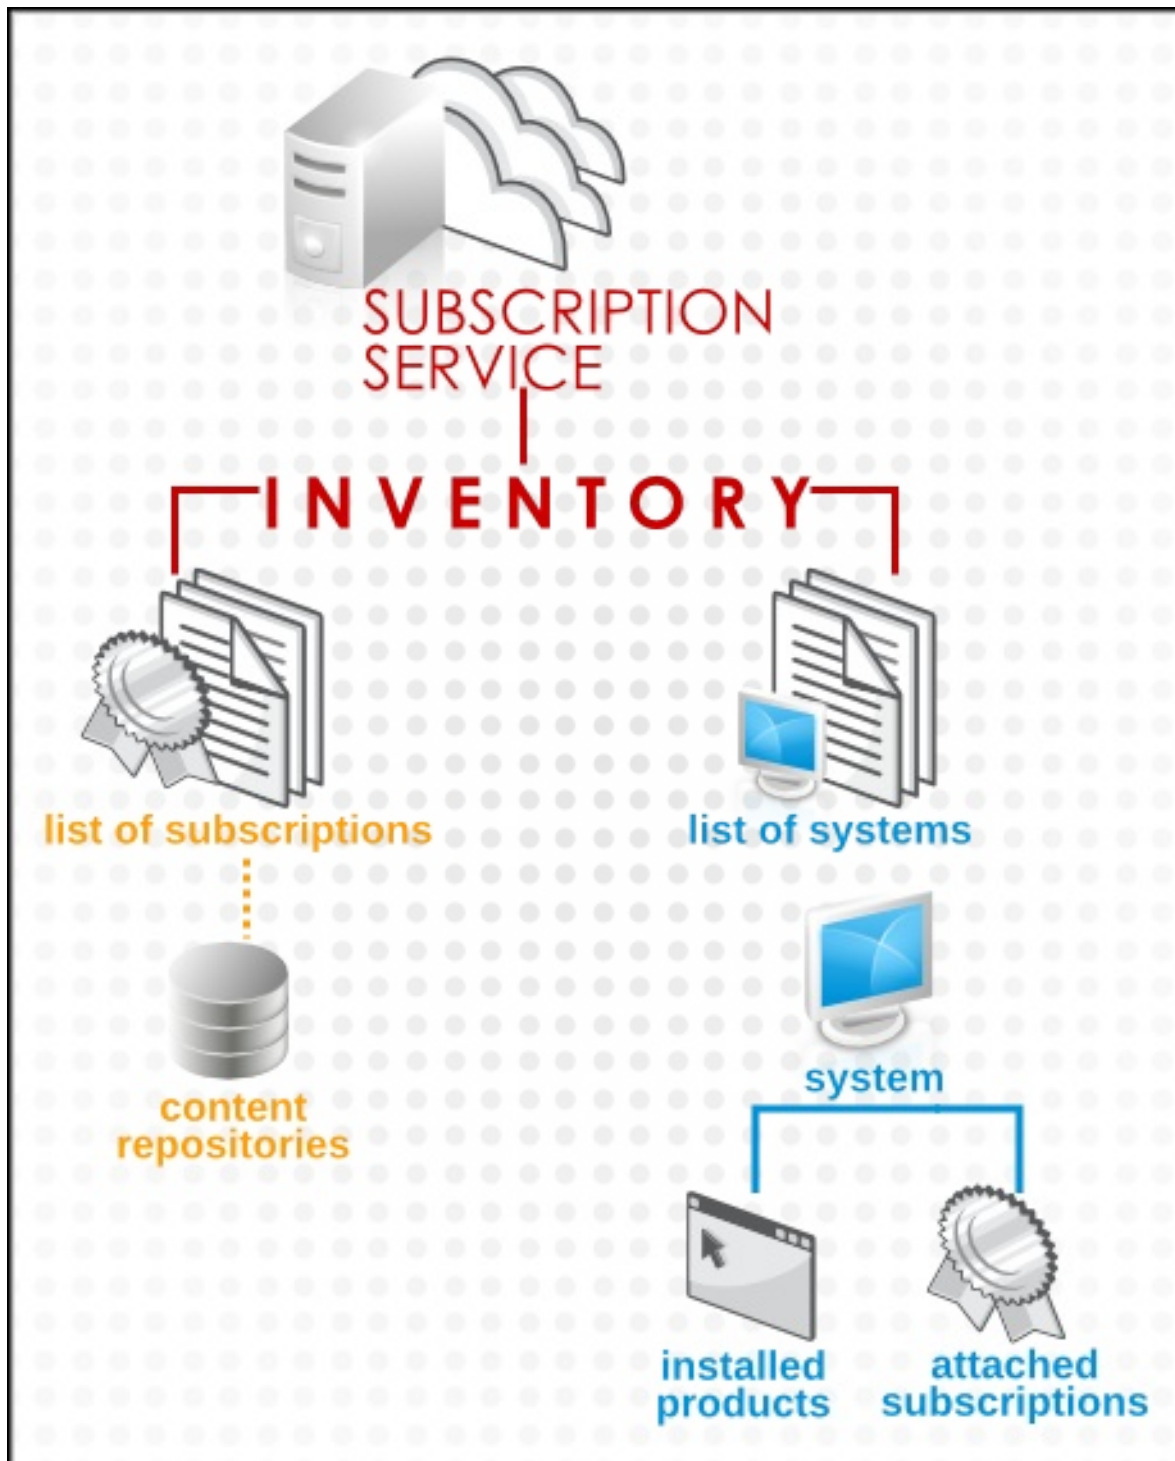 SUBSCRIPTION
SERVICE
INVENTORY
list of subscriptions
list of systems
content
repositories
system
installed
products
attached
subscriptions